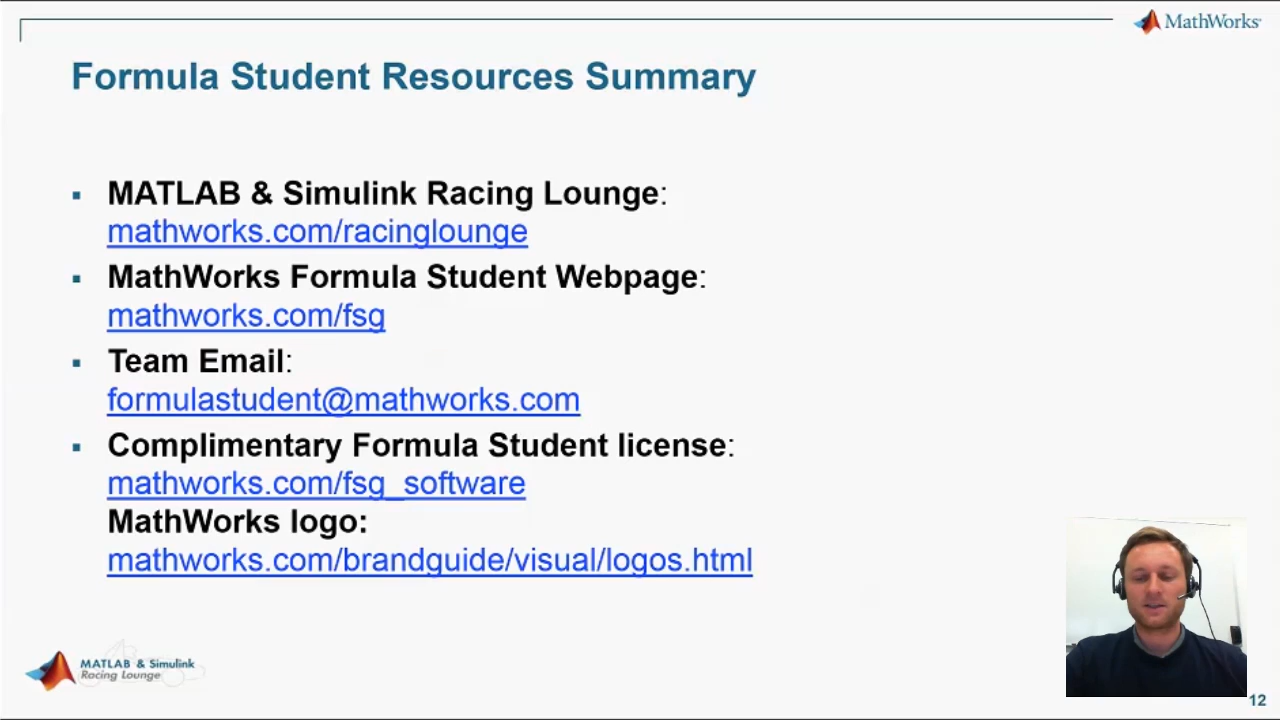 MathWorks
Formula Student Resources Summary
▪ MATLAB & Simulink Racing Lounge:
mathworks.com/racinglounge
▪ MathWorks Formula Student Webpage:
mathworks.com/fsg
▪ Team Email:
formulastudent@mathworks.com
▪ Complimentary Formula Student license:
mathworks.com/fsg_software
MathWorks logo:
mathworks.com/brandguide/visual/logos.html
MATLAB & Simulink
Racing Lounge
12